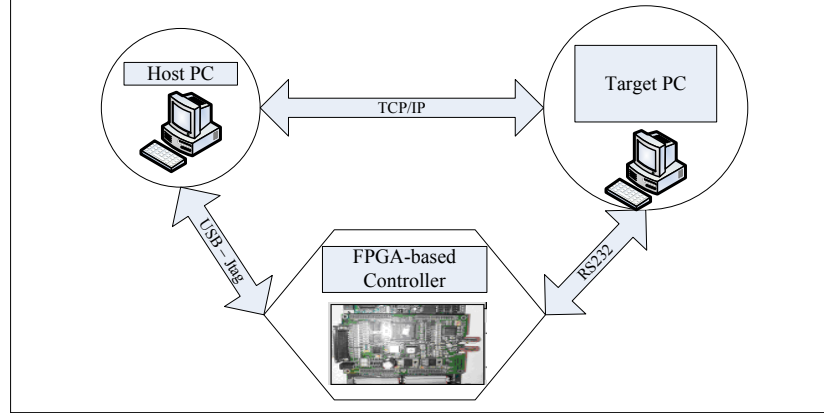 Host PC
Target PC
TCP/IP
USB – Jtag
RS232
FPGA-based
Controller